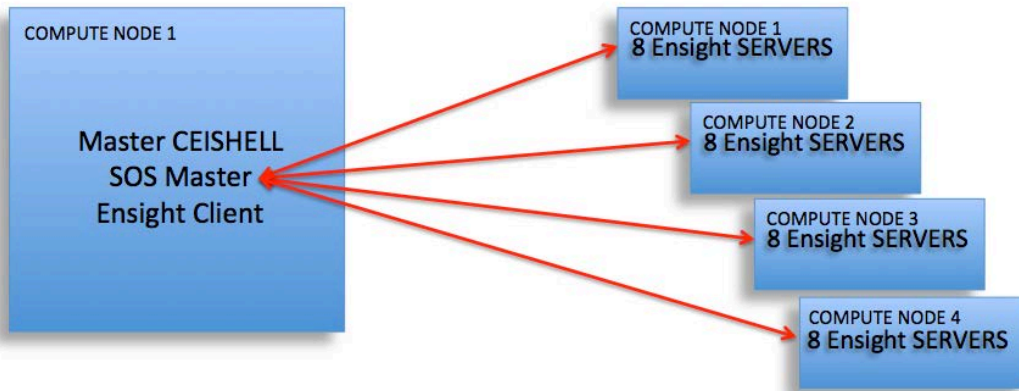 COMPUTE NODE 1
Master CEISHELL
SOS Master
Ensight Client
COMPUTE NODE 1
8 Ensight SERVERS
COMPUTE NODE 2
8 Ensight SERVERS
COMPUTE NODE 3
8 Ensight SERVERS
COMPUTE NODE 4
8 Ensight SERVERS